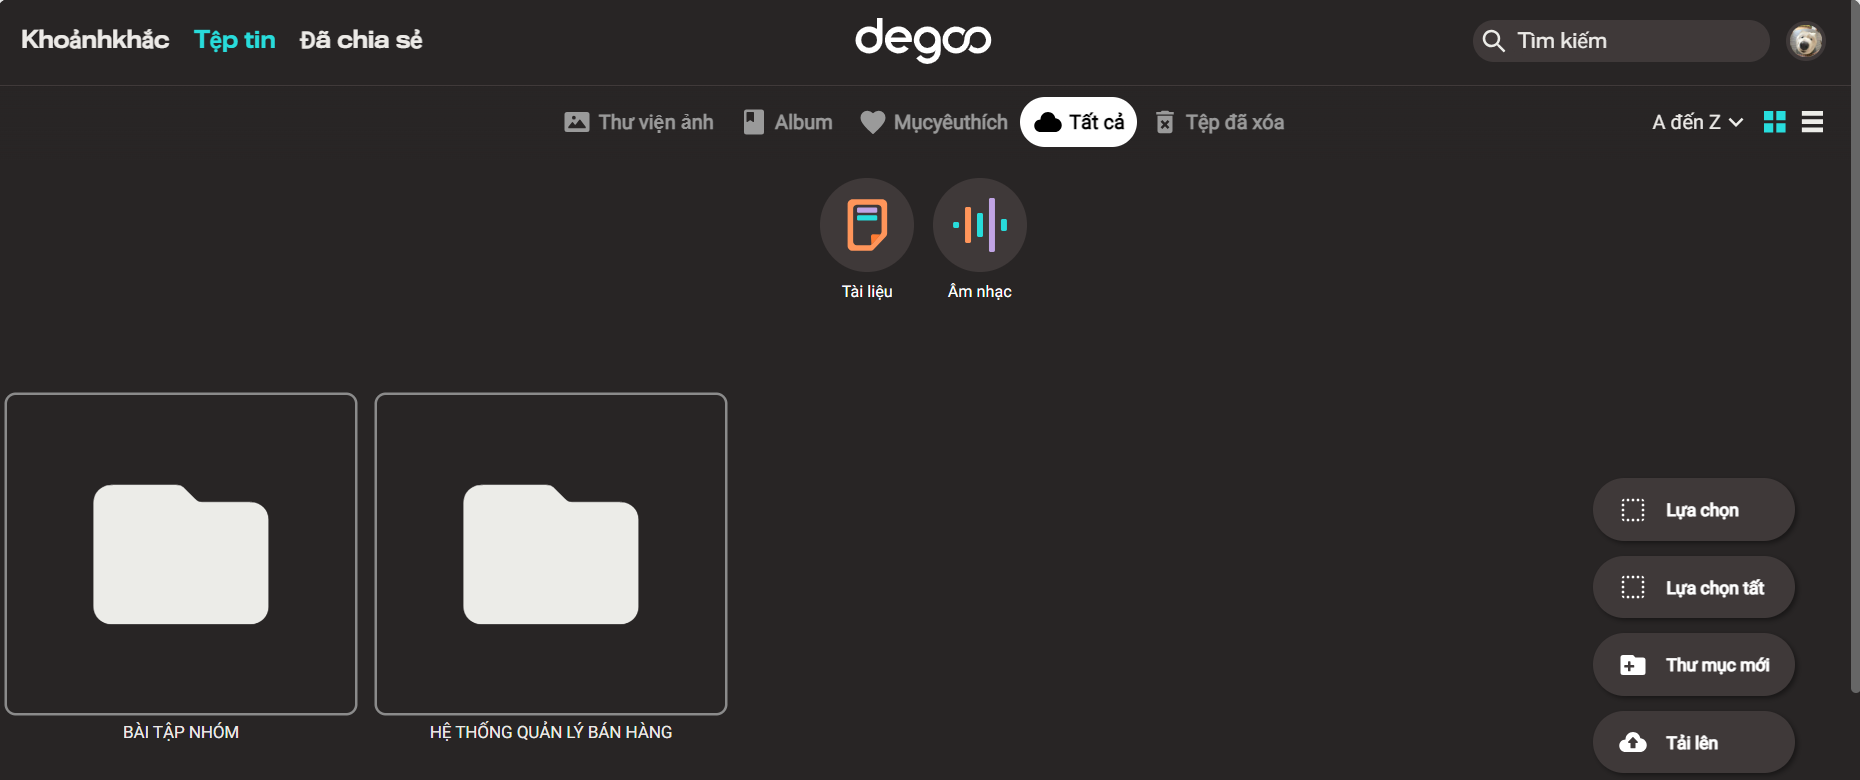 Khoảnhkhắc Tệp tin Đã chia sẻ
degoo
Tìm kiếm
Thư viện ảnh Album Mụcyêuthích Tất cả Tệp đã xóa
A đến Z
Tài liệu Âm nhạc
BÀI TẬP NHÓM HỆ THỐNG QUẢN LÝ BÁN HÀNG
Lựa chọn
Lựa chọn tất
Thư mục mới
Tải lên